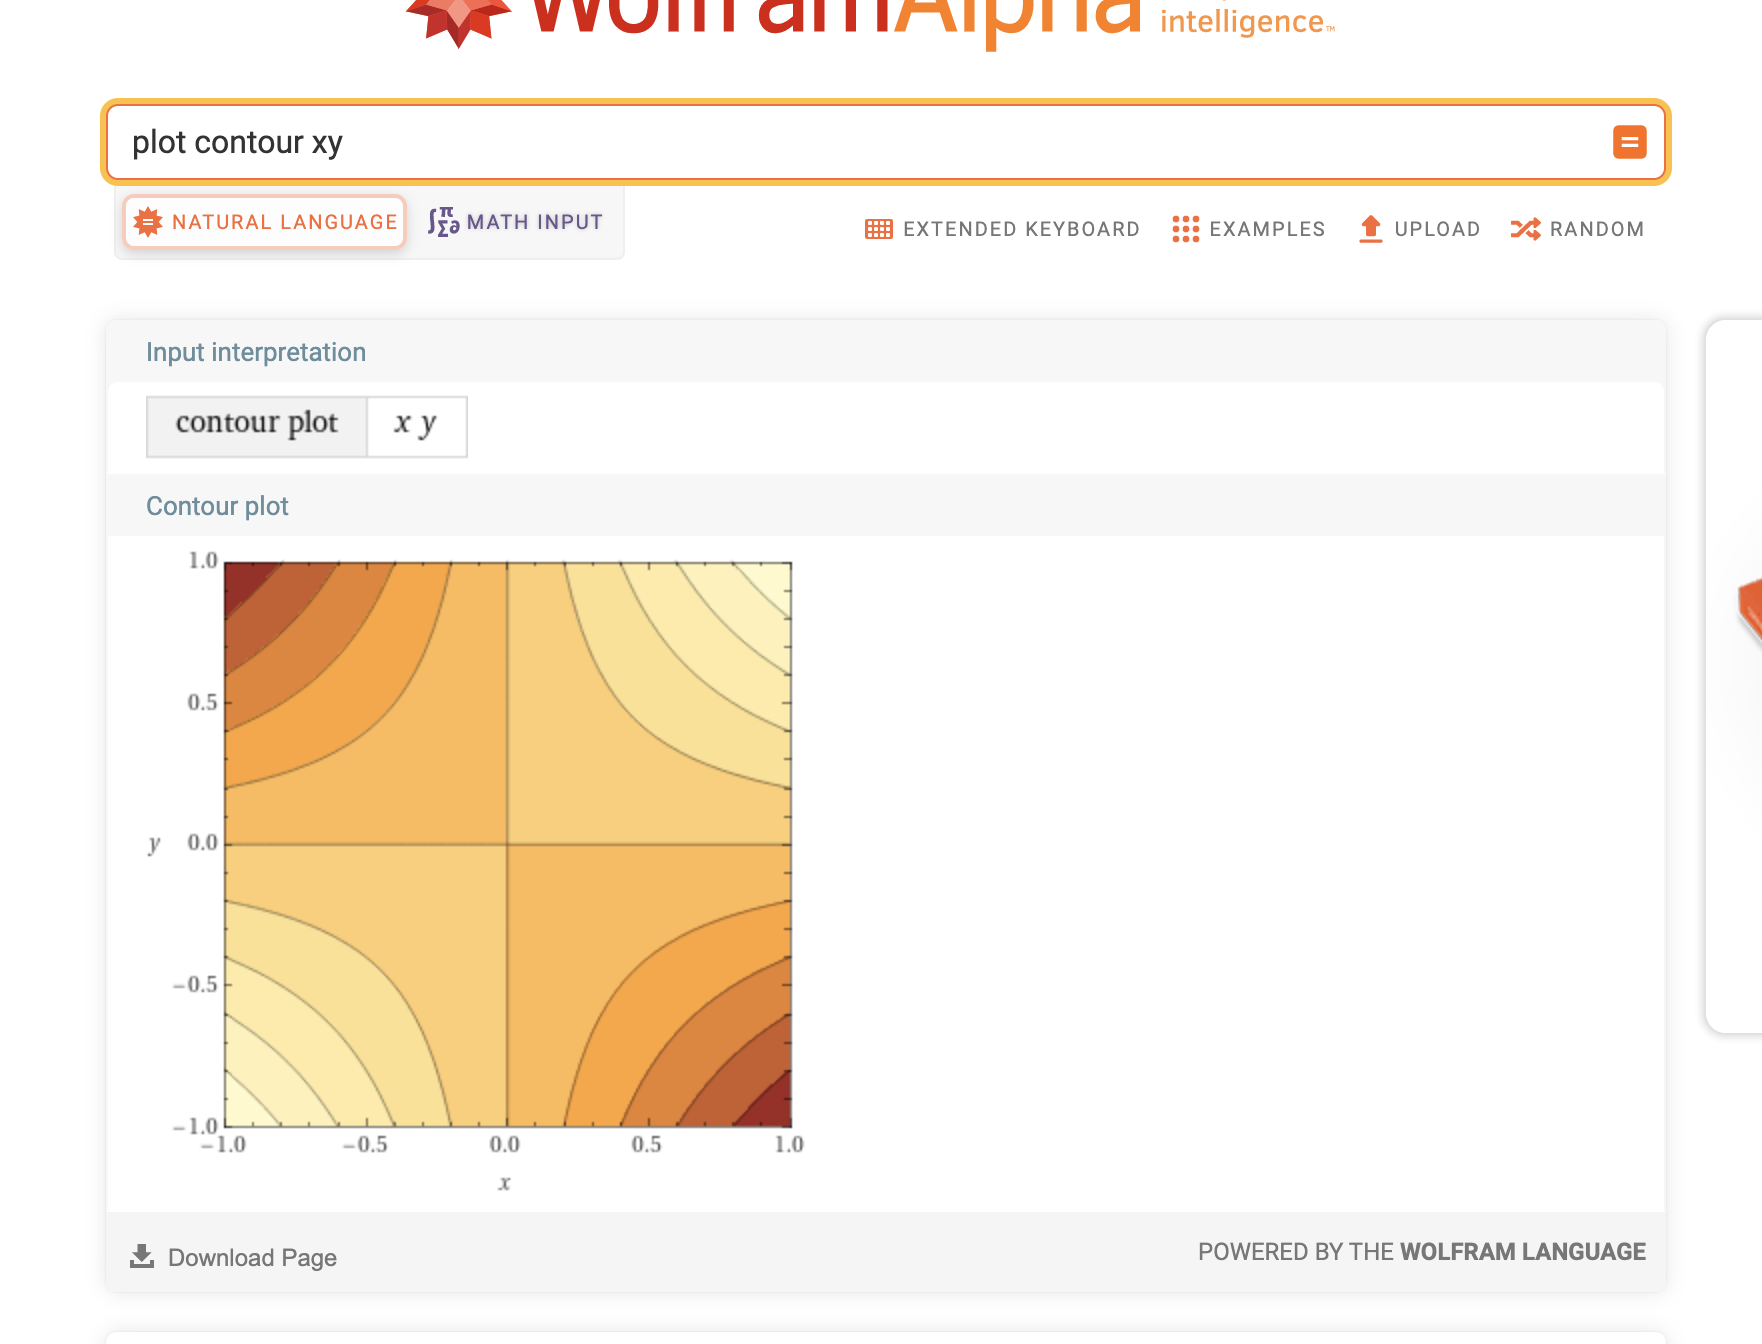 WolframAlpha
intelligence™
plot contour xy
NATURAL LANGUAGE
MATH INPUT
EXTENDED KEYBOARD
EXAMPLES
UPLOAD
RANDOM
Input interpretation
contour plot x y
Contour plot
1.0
0.5
y 0.0
−0.5
−1.0
−1.0 −0.5 0.0 0.5 1.0
x
Download Page
POWERED BY THE WOLFRAM LANGUAGE